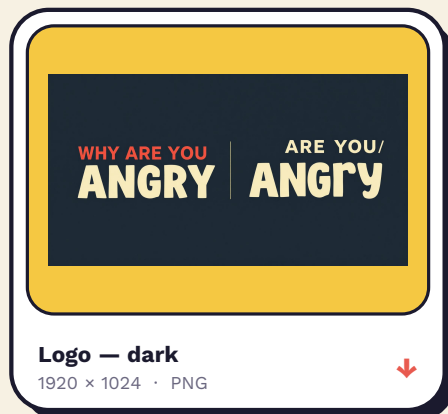 WHY ARE YOU
ANGRY
ARE YOU/
ANGry
Logo — dark
1920 × 1024 · PNG